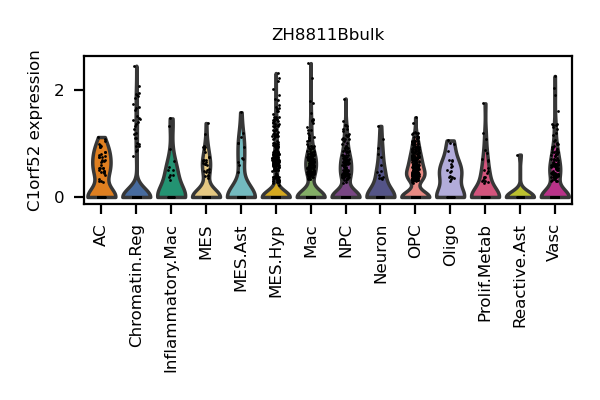 ZH8811Bbulk
C1orf52 expression
2
0
AC
Chromatin.Reg
Inflammatory.Mac
MES
MES.Ast
MES.Hyp
Mac
NPC
Neuron
OPC
Oligo
Prolif.Metab
Reactive.Ast
Vasc